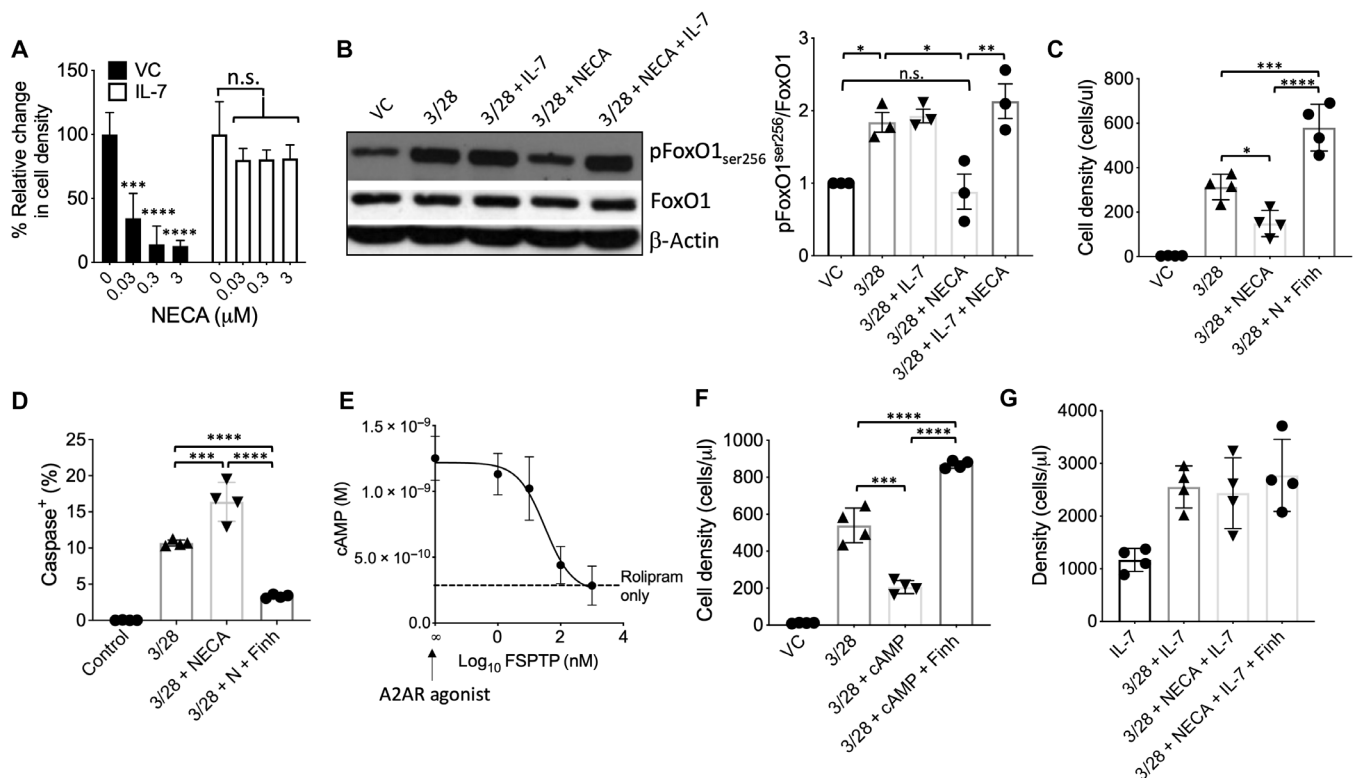 A
% Relative change
in cell density
150
100
50
0
VC
IL-7
n.s.
***
****
****
0
0.03
0.3
3
0
0.03
0.3
3
NECA (μM)
B
VC
3/28
3/28 + IL-7
3/28 + NECA
3/28 + NECA + IL-7
pFoxO1ser256
FoxO1
β-Actin
pFoxO1ser256/FoxO1
3
2
1
0
*
*
**
n.s.
VC
3/28
3/28 + IL-7
3/28 + NECA
3/28 + IL-7 + NECA
C
Cell density (cells/ul)
800
600
400
200
0
***
****
*
VC
3/28
3/28 + NECA
3/28 + N + Finh
D
Caspase+ (%)
25
20
15
10
5
0
****
***
****
Control
3/28
3/28 + NECA
3/28 + N + Finh
E
cAMP (M)
1.5 × 10−9
1.0 × 10−9
5.0 × 10−10
0.0
Rolipram
only
∞
0
2
4
Log10 FSPTP (nM)
A2AR agonist
F
Cell density (cells/μl)
1000
800
600
400
200
0
****
****
***
VC
3/28
3/28 + cAMP
3/28 + cAMP + Finh
G
Density (cells/μl)
4000
3000
2000
1000
0
IL-7
3/28 + IL-7
3/28 + NECA + IL-7
3/28 + NECA + IL-7 + Finh